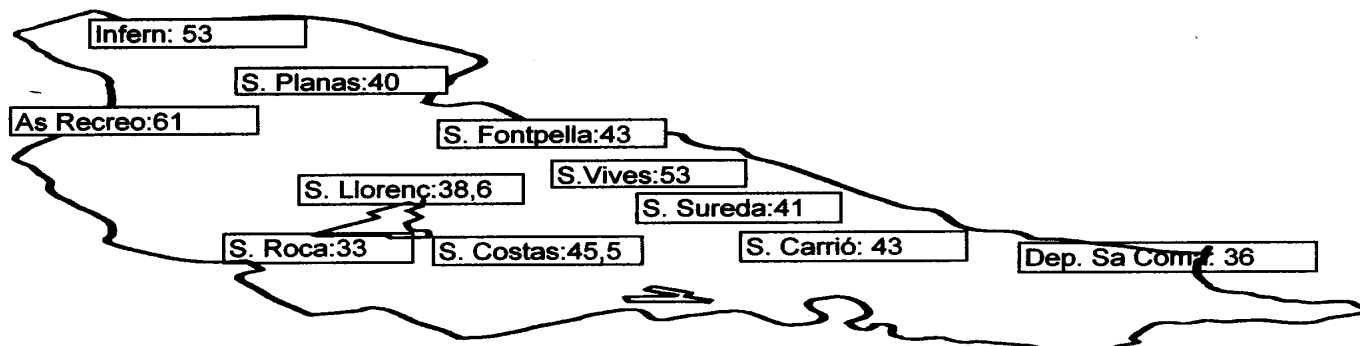 Infern: 53
S. Planas:40
As Recreo:61
S. Fontpella:43
S.Vives:53
S. Llorenç:38,6
S. Sureda:41
S. Roca:33
S. Costas:45,5
S. Carrió: 43
Dep. Sa Coma: 36